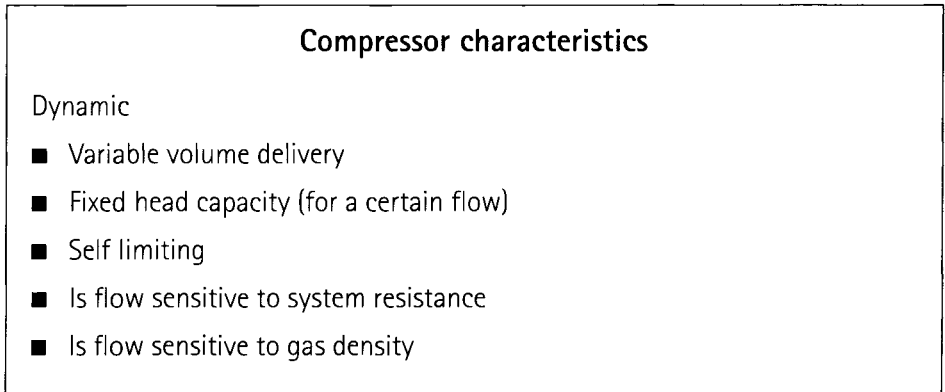 Compressor characteristics
Dynamic
■ Variable volume delivery
■ Fixed head capacity (for a certain flow)
■ Self limiting
■ Is flow sensitive to system resistance
■ Is flow sensitive to gas density